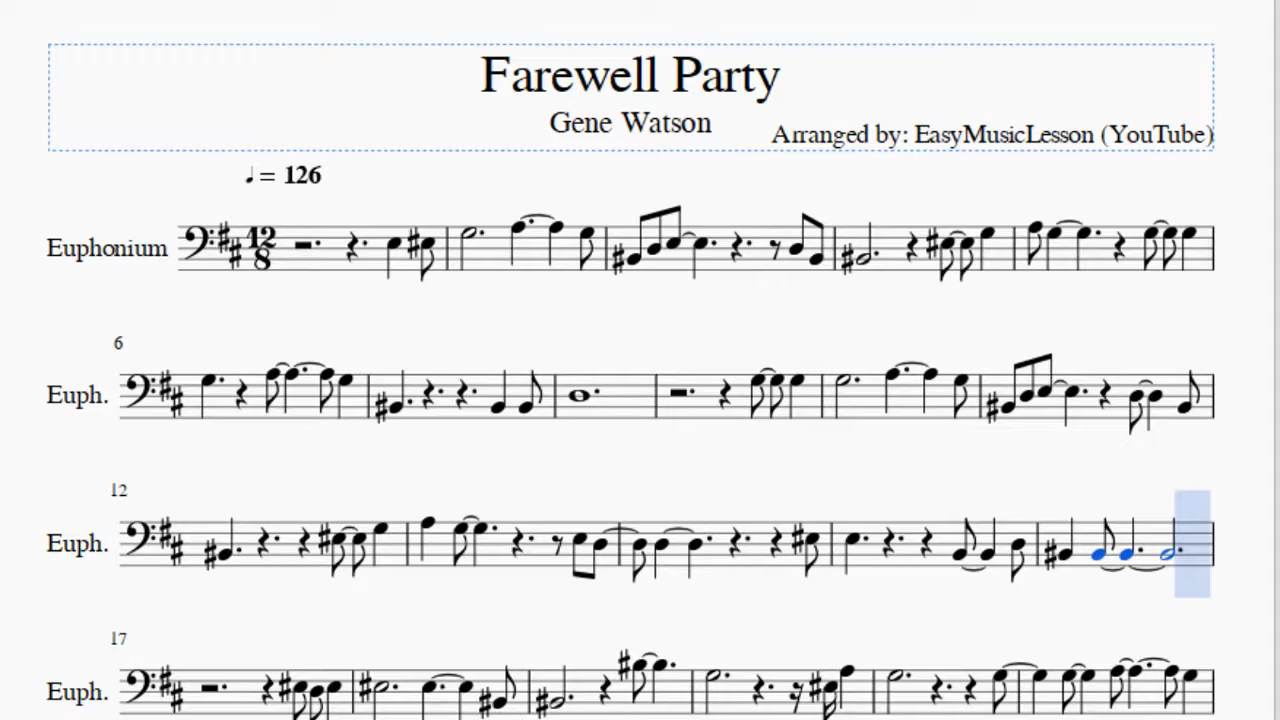 Farewell Party
Gene Watson
Arranged by: EasyMusicLesson (YouTube)
♩ = 126
Euphonium
12
8
6
Euph.
12
Euph.
17
Euph.